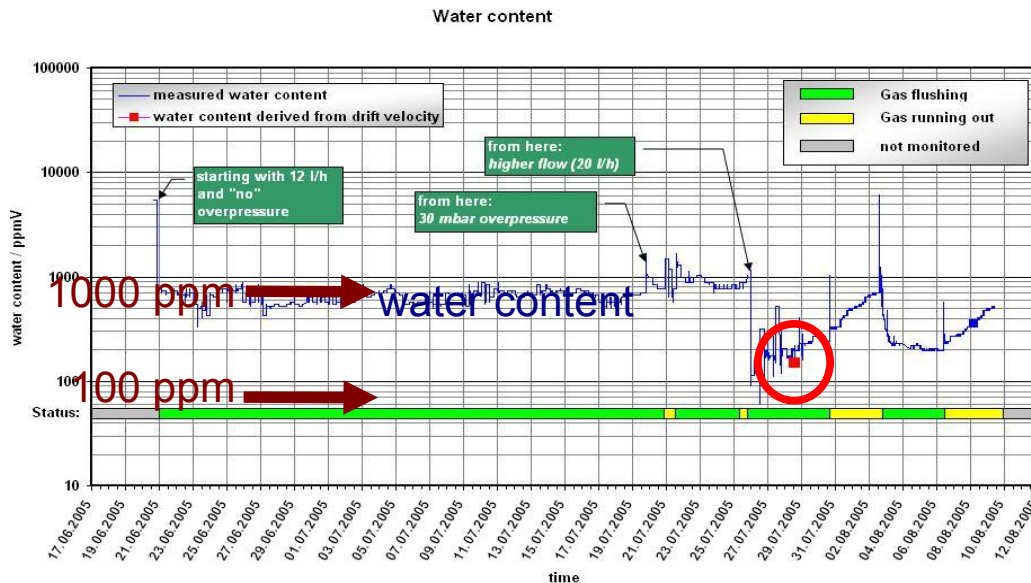 Water content
100000
measured water content
water content derived from drift velocity
Gas flushing
Gas running out
not monitored
from here:
higher flow (20 l/h)
10000
starting with 12 l/h
and "no"
overpressure
from here:
30 mbar overpressure
water content / ppmV
1000
1000 ppm
water content
100
100 ppm
Status:
10
17.06.2005
19.06.2005
21.06.2005
23.06.2005
25.06.2005
27.06.2005
29.06.2005
01.07.2005
03.07.2005
05.07.2005
07.07.2005
09.07.2005
11.07.2005
13.07.2005
15.07.2005
17.07.2005
19.07.2005
21.07.2005
23.07.2005
25.07.2005
27.07.2005
29.07.2005
31.07.2005
02.08.2005
04.08.2005
06.08.2005
08.08.2005
10.08.2005
12.08.2005
time